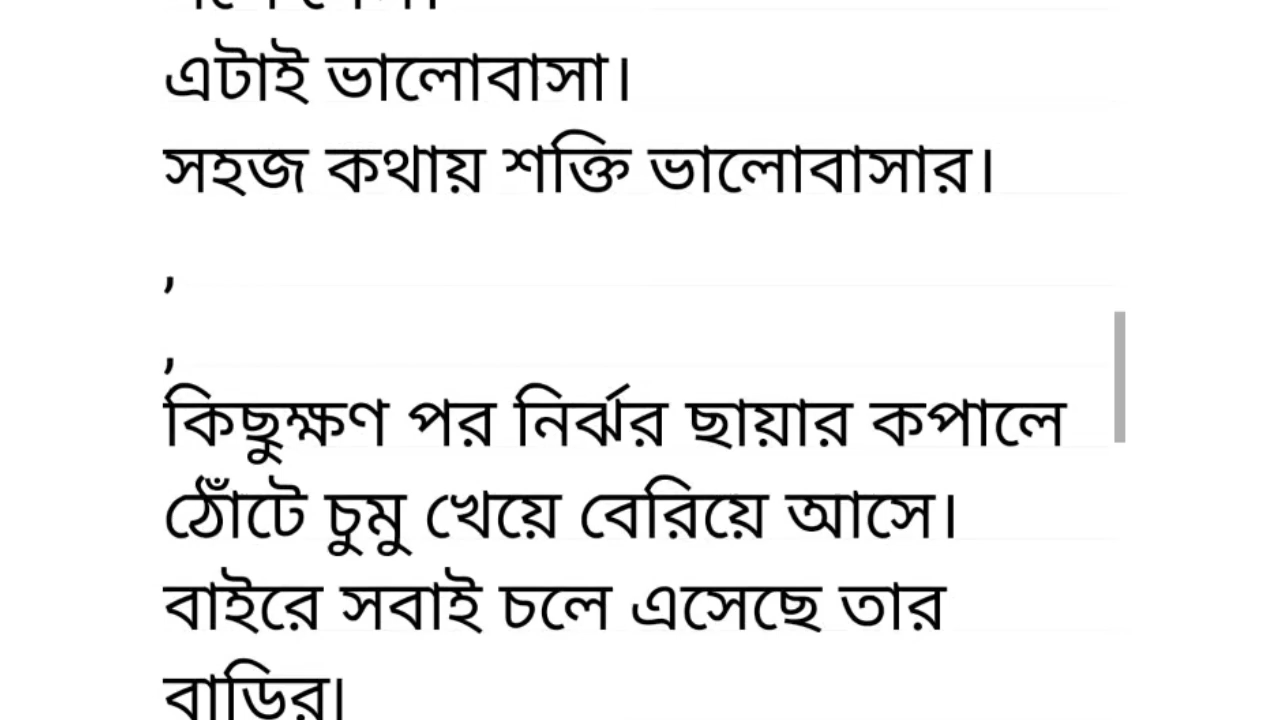 এটাই ভালোবাসা।
সহজ কথায় শক্তি ভালোবাসার।
,
,
কিছুক্ষণ পর নির্ঝর ছায়ার কপালে
ঠোঁটে চুমু খেয়ে বেরিয়ে আসে।
বাইরে সবাই চলে এসেছে তার
বাড়ির।